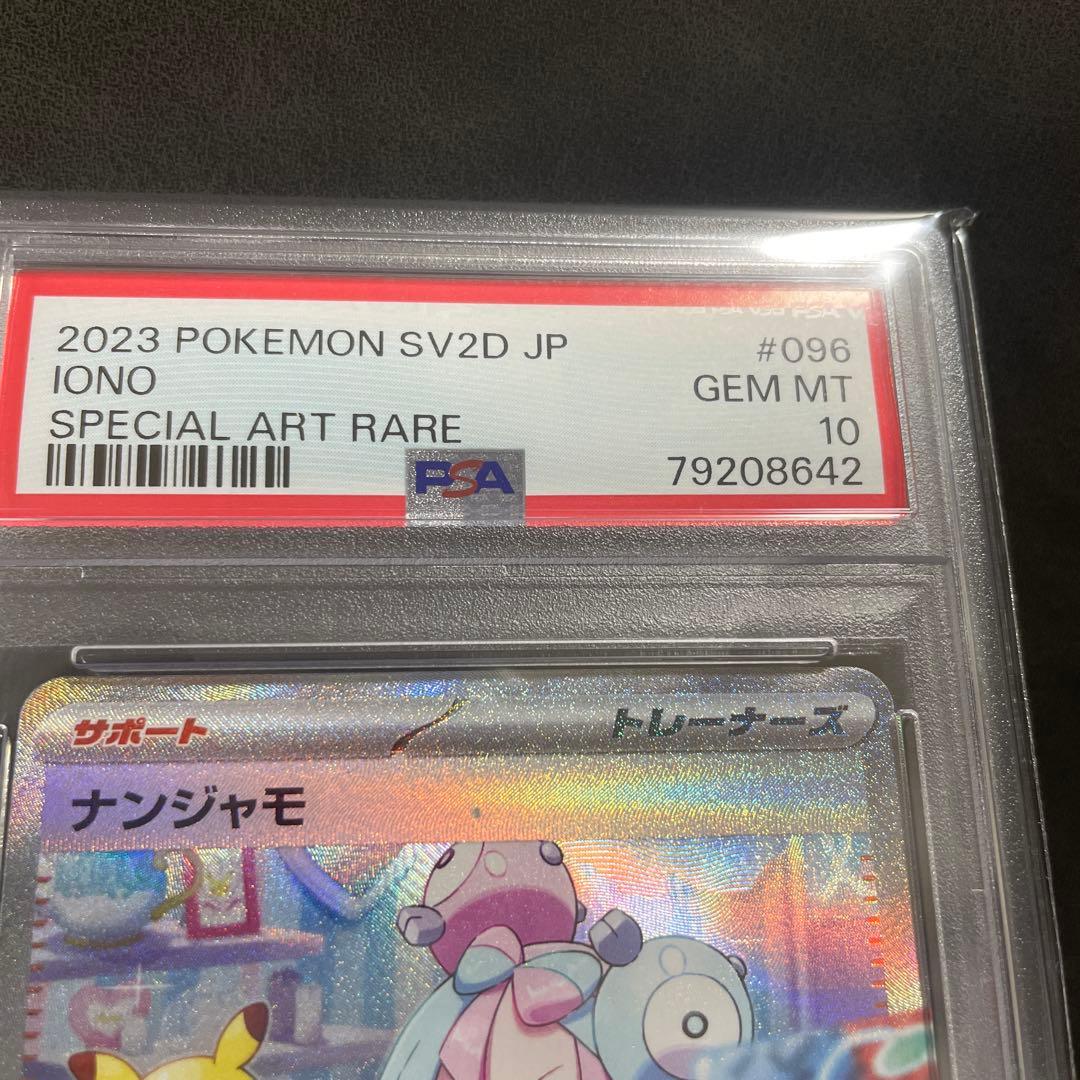 2023 POKEMON SV2D JP #096
IONO GEM MT
SPECIAL ART RARE 10
PSA 79208642
サポート トレーナーズ
ナンジャモ